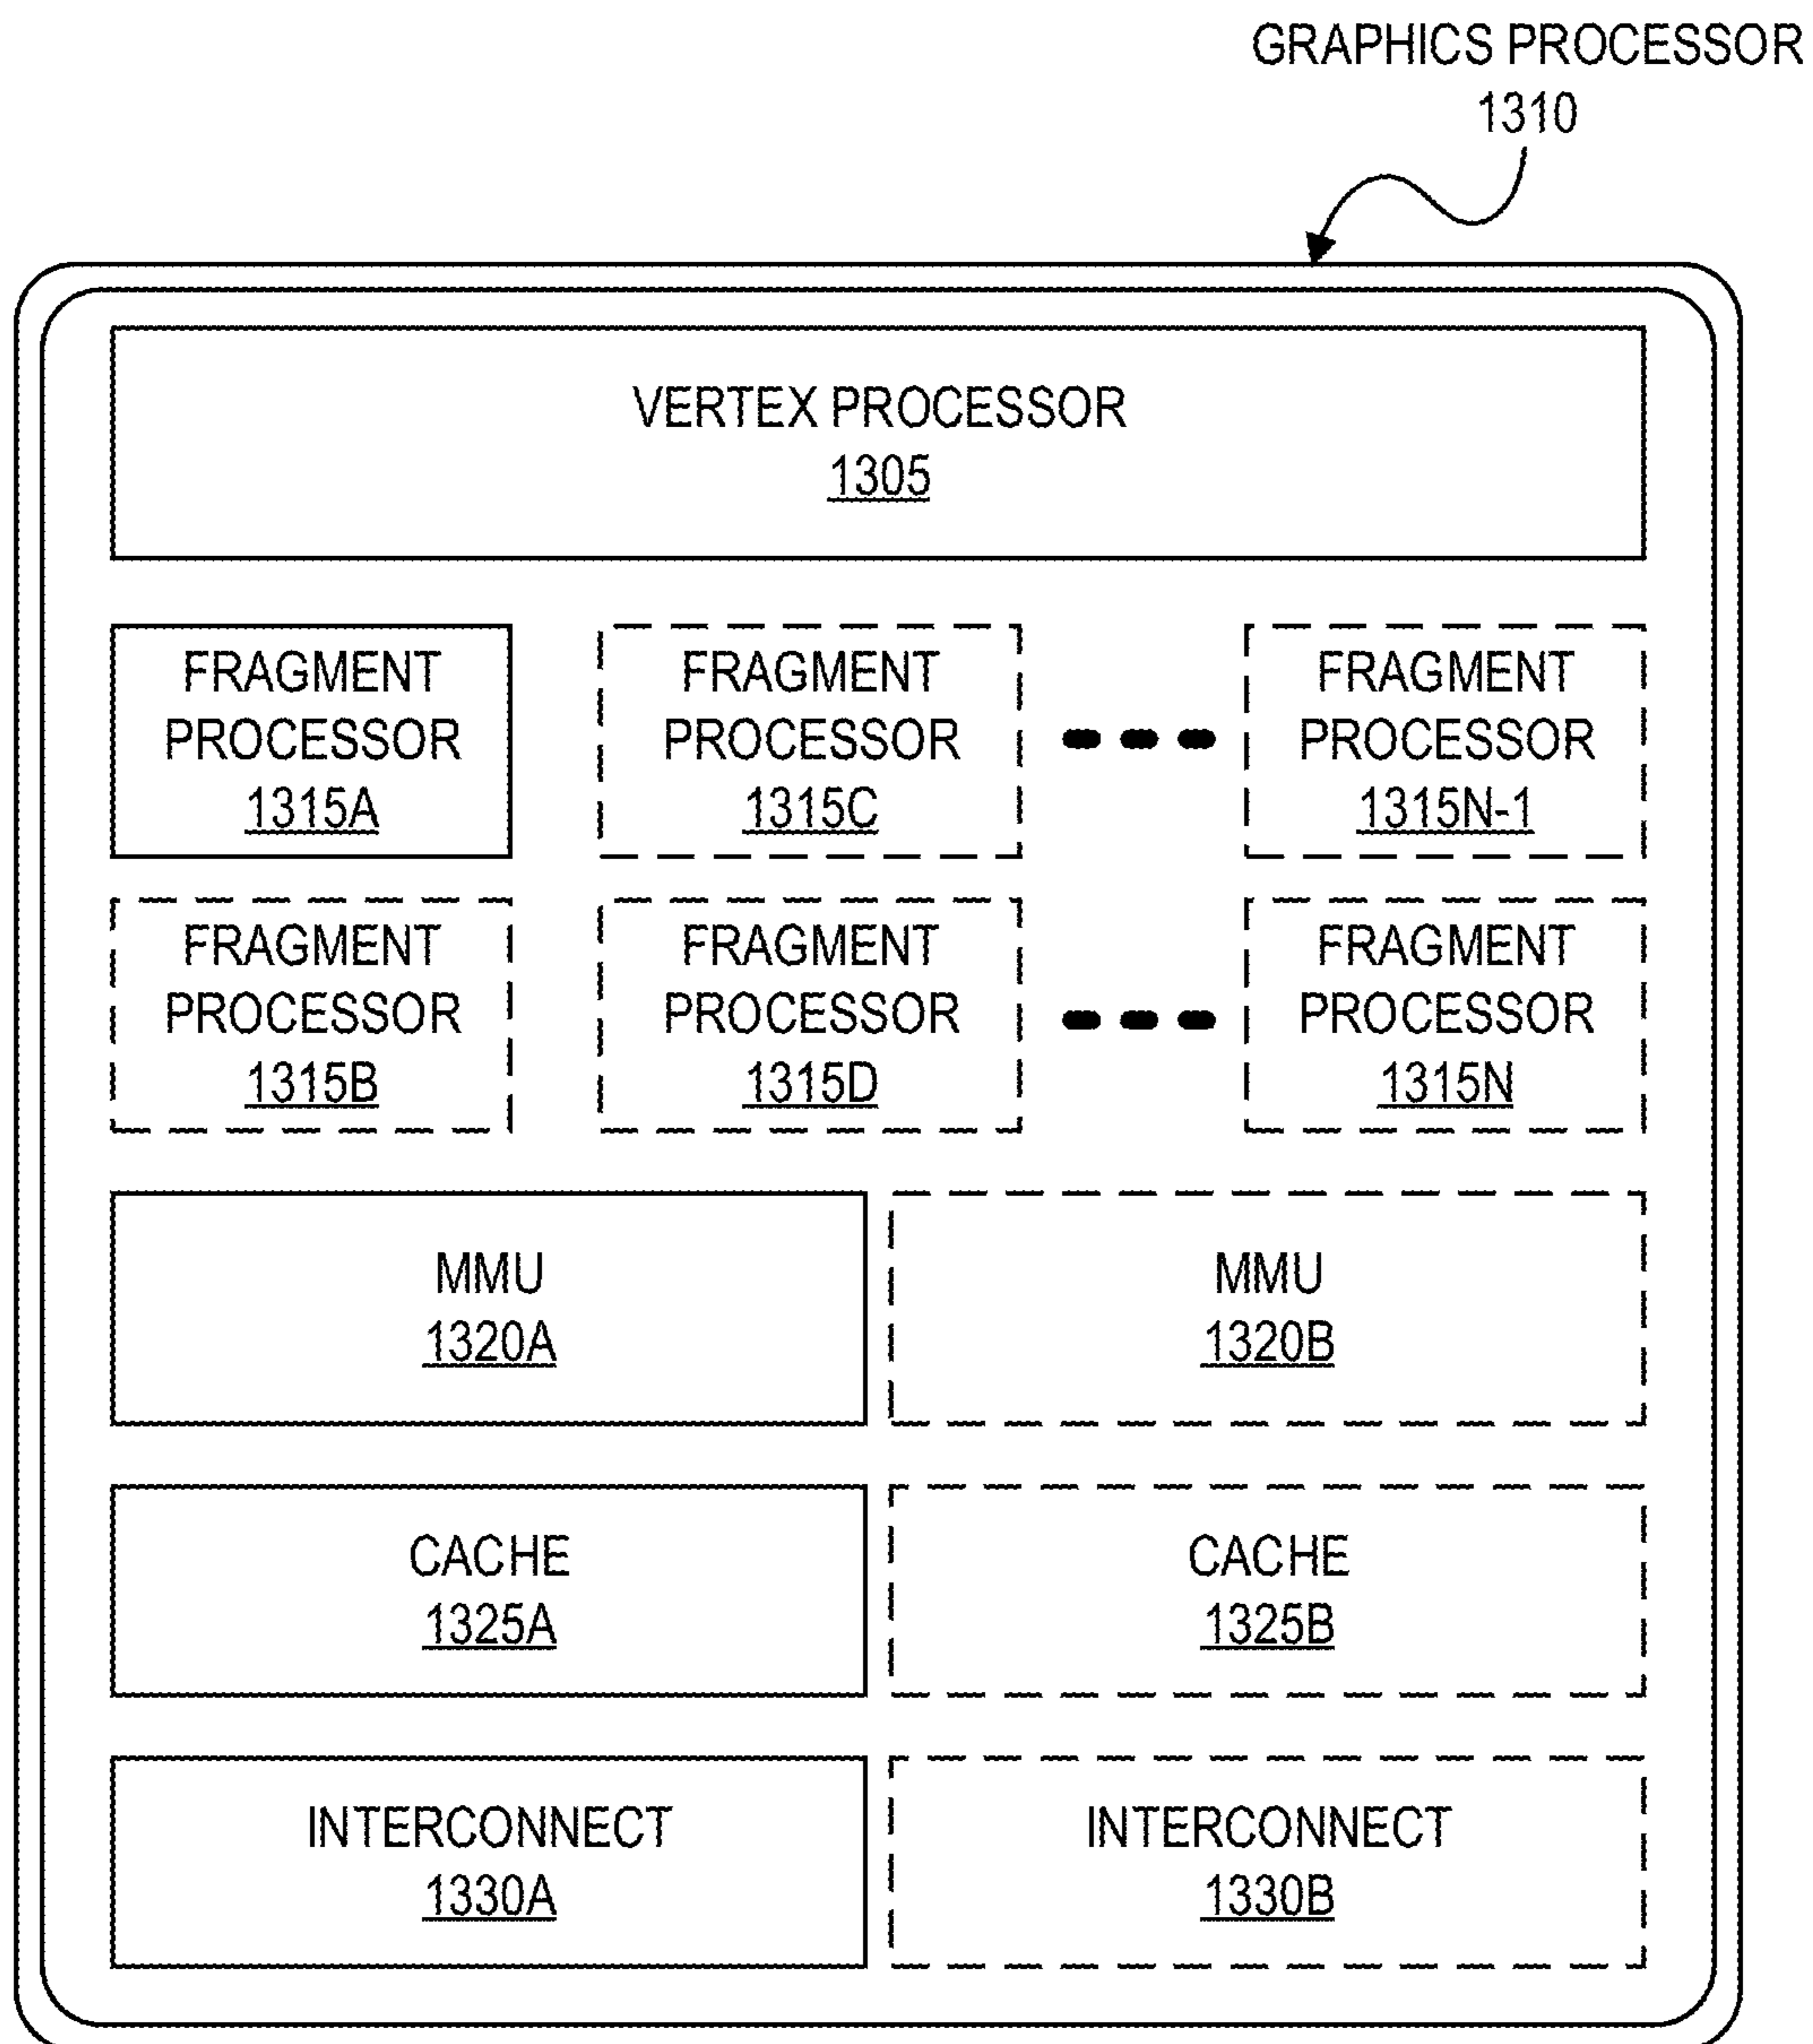 GRAPHICS PROCESSOR
1310
VERTEX PROCESSOR
1305
FRAGMENT
PROCESSOR
1315A
FRAGMENT
PROCESSOR
1315C
FRAGMENT
PROCESSOR
1315N-1
FRAGMENT
PROCESSOR
1315B
FRAGMENT
PROCESSOR
1315D
FRAGMENT
PROCESSOR
1315N
MMU
1320A
MMU
1320B
CACHE
1325A
CACHE
1325B
INTERCONNECT
1330A
INTERCONNECT
1330B